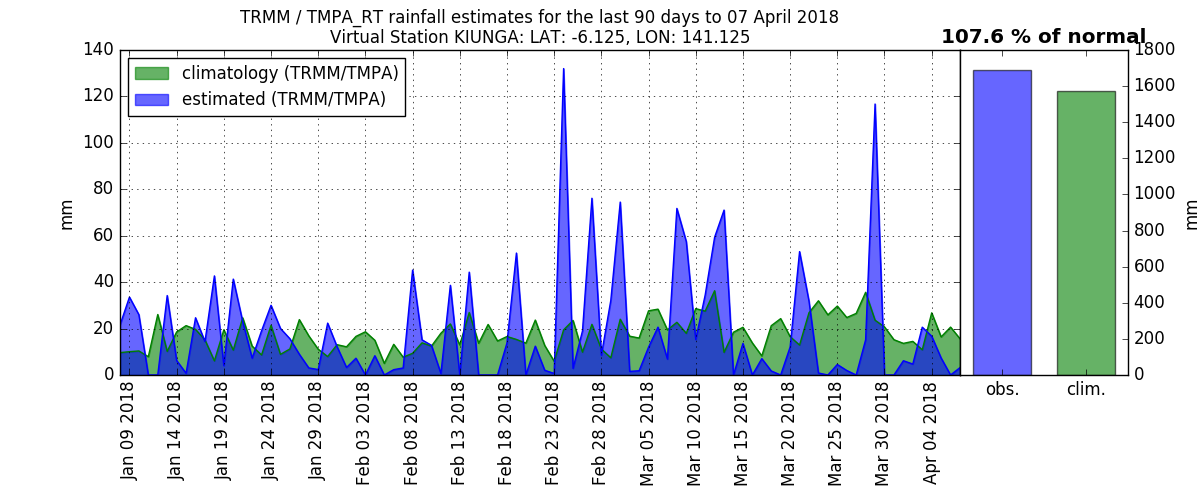 TRMM / TMPA_RT rainfall estimates for the last 90 days to 07 April 2018
Virtual Station KIUNGA: LAT: -6.125, LON: 141.125
107.6 % of normal
climatology (TRMM/TMPA)
estimated (TRMM/TMPA)
mm
140
120
100
80
60
40
20
0
Jan 09 2018
Jan 14 2018
Jan 19 2018
Jan 24 2018
Jan 29 2018
Feb 03 2018
Feb 08 2018
Feb 13 2018
Feb 18 2018
Feb 23 2018
Feb 28 2018
Mar 05 2018
Mar 10 2018
Mar 15 2018
Mar 20 2018
Mar 25 2018
Mar 30 2018
Apr 04 2018
obs.
clim.
1800
1600
1400
1200
1000
800
600
400
200
0
mm